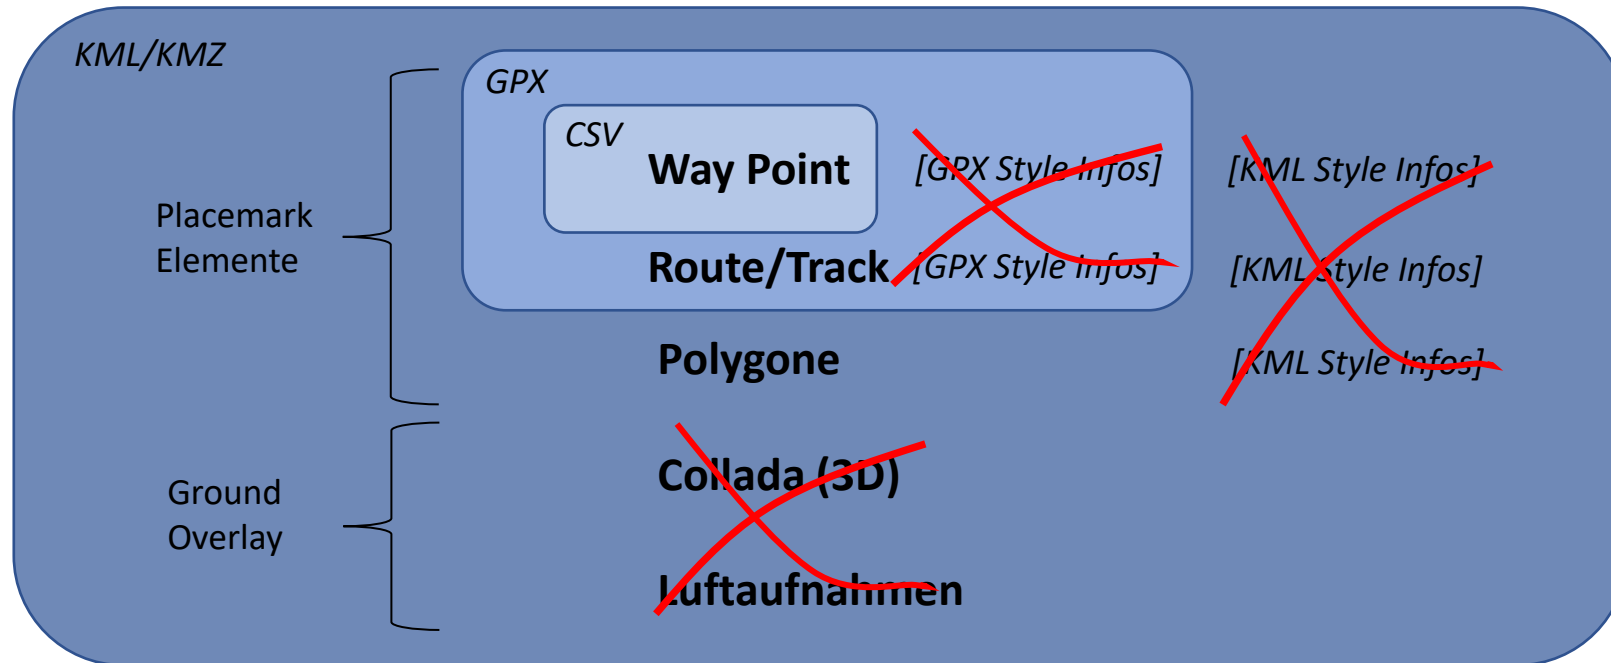 KML/KMZ
GPX
CSV
Way Point
[GPX Style Infos]
[KML Style Infos]
Placemark
Elemente
Route/Track
[GPX Style Infos]
[KML Style Infos]
Polygone
[KML Style Infos]
Collada (3D)
Ground
Overlay
Luftaufnahmen